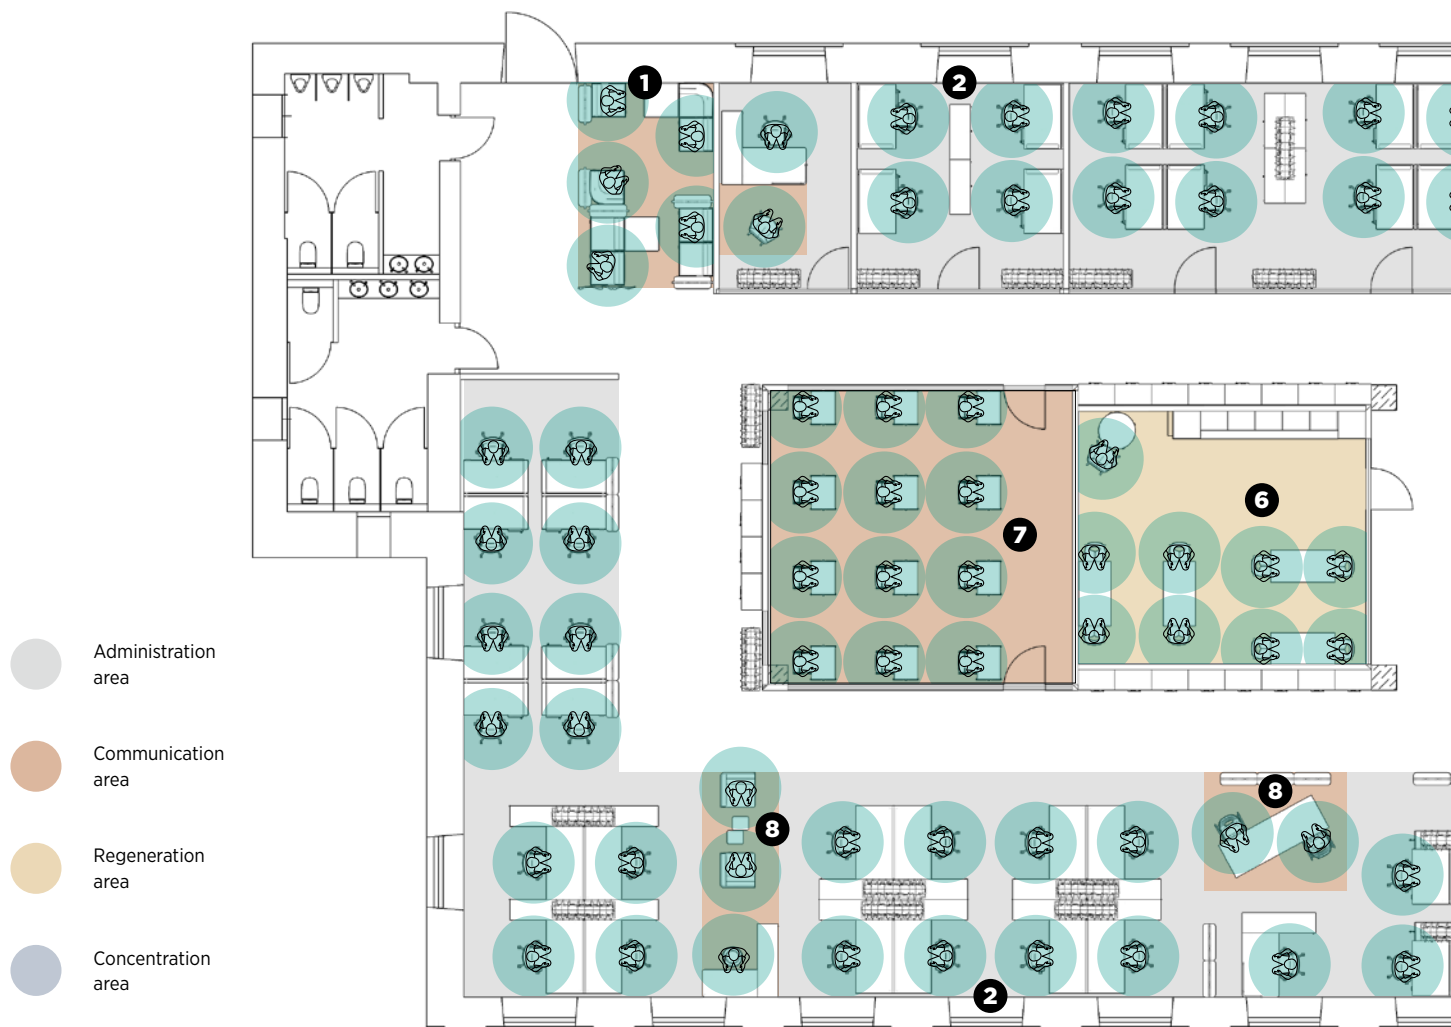 1
2
7
6
8
8
2
Administration
area
Communication
area
Regeneration
area
Concentration
area